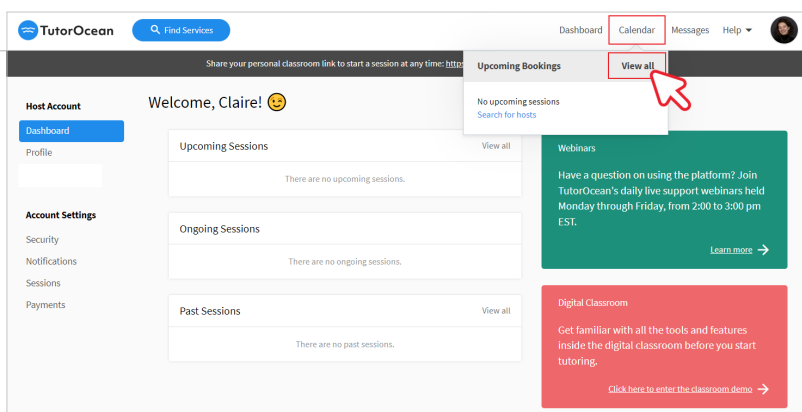 TutorOcean
Find Services
Dashboard Calendar Messages Help
Share your personal classroom link to start a session at any time: https
Upcoming Bookings View all
No upcoming sessions
Search for hosts
Host Account
Dashboard
Profile
Account Settings
Security
Notifications
Sessions
Payments
Welcome, Claire!
Upcoming Sessions View all
There are no upcoming sessions.
Ongoing Sessions
There are no ongoing sessions.
Past Sessions View all
There are no past sessions.
Webinars
Have a question on using the platform? Join
TutorOcean's daily live support webinars held
Monday through Friday, from 2:00 to 3:00 pm
EST.
Learn more
Digital Classroom
Get familiar with all the tools and features
inside the digital classroom before you start
tutoring.
Click here to enter the classroom demo